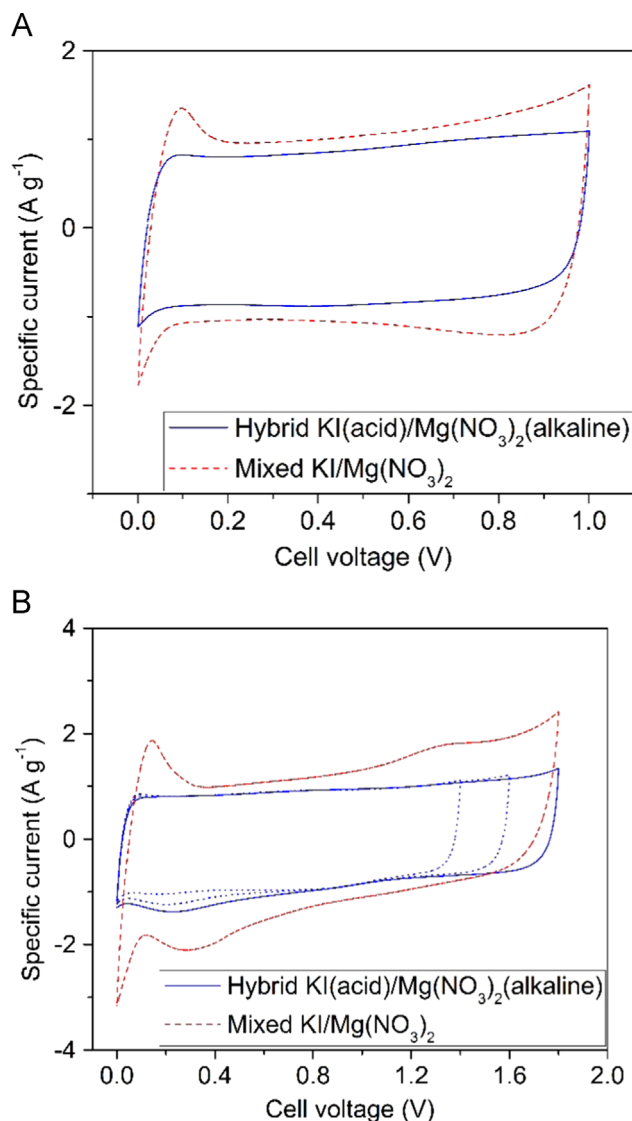 A
2
0
-2
Specific current (A g⁻¹)
Hybrid KI(acid)/Mg(NO₃)₂(alkaline)
Mixed KI/Mg(NO₃)₂
0.0 0.2 0.4 0.6 0.8 1.0
Cell voltage (V)
B
4
2
0
-2
-4
Specific current (A g⁻¹)
Hybrid KI(acid)/Mg(NO₃)₂(alkaline)
Mixed KI/Mg(NO₃)₂
0.0 0.4 0.8 1.2 1.6 2.0
Cell voltage (V)